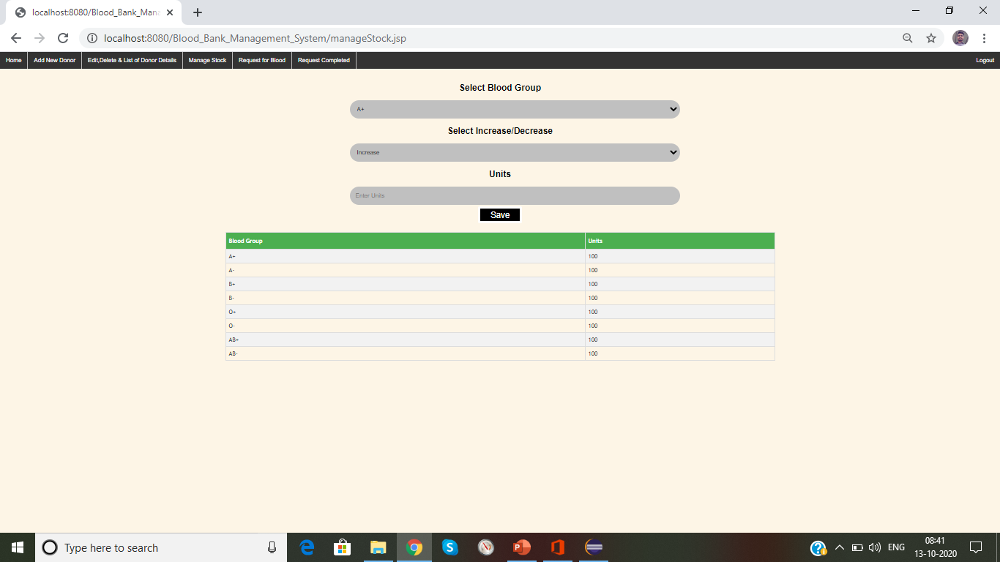 localhost:8080/Blood_Bank_Mana
localhost:8080/Blood_Bank_Management_System/manageStock.jsp
Home Add New Donor Edit,Delete & List of Donor Details Manage Stock Request for Blood Request Completed Logout
Select Blood Group
A+
Select Increase/Decrease
Increase
Units
Enter Units
Save
Blood Group Units
A+ 100
A- 100
B+ 100
B- 100
O+ 100
O- 100
AB+ 100
AB- 100
Type here to search
ENG
08:41
13-10-2020